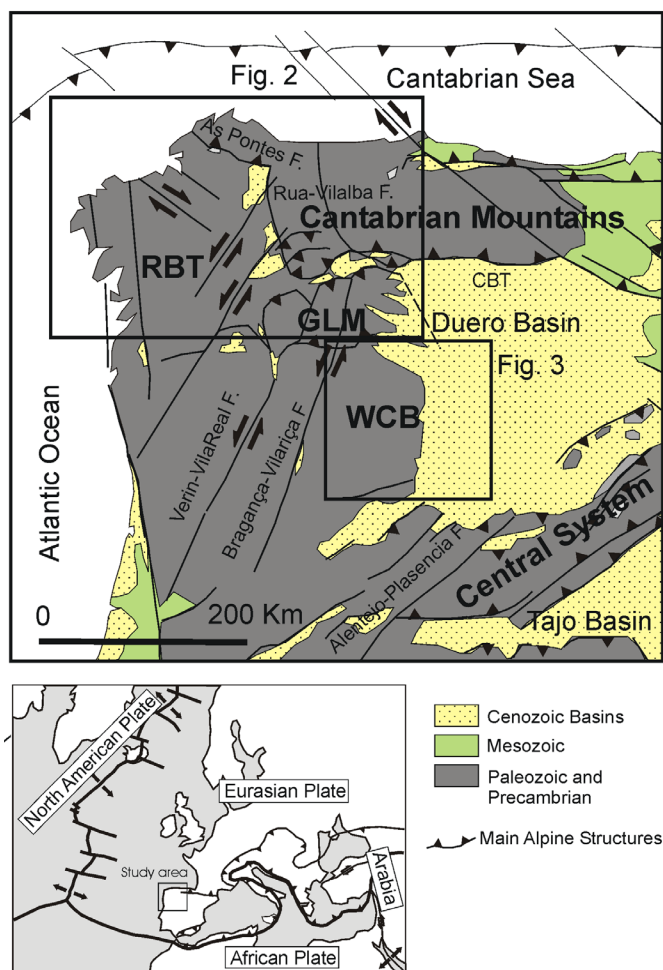 Fig. 2
Cantabrian Sea
As Pontes F.
Rua-Vilalba F.
Cantabrian Mountains
RBT
CBT
GLM
Duero Basin
Fig. 3
WCB
Atlantic Ocean
Verin-VilaReal F.
Bragança-Vilariça F
Alentejo-Plasencia F.
Central System
0
200 Km
Tajo Basin
North American Plate
Eurasian Plate
Study area
Arabia
African Plate
Cenozoic Basins
Mesozoic
Paleozoic and
Precambrian
Main Alpine Structures